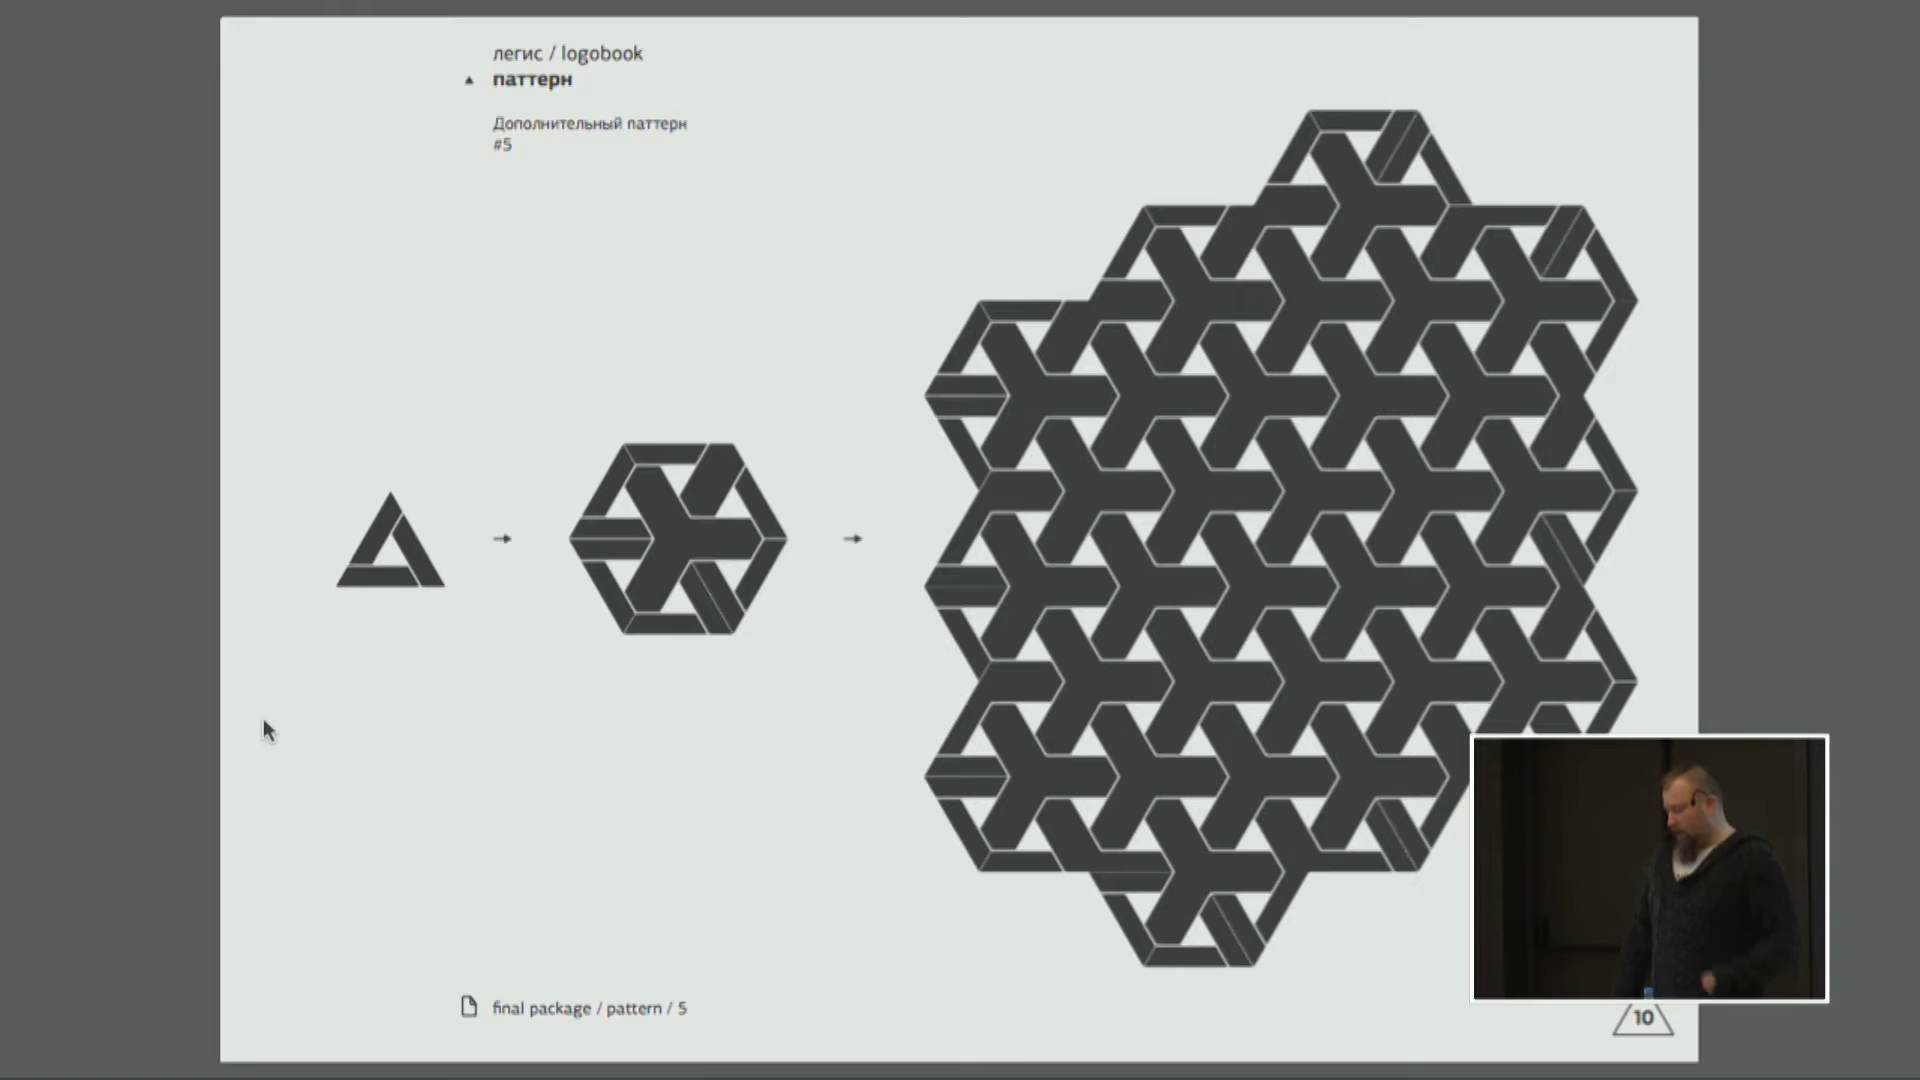 легис / logobook
паттерн
Дополнительный паттерн
#5
final package / pattern / 5
10